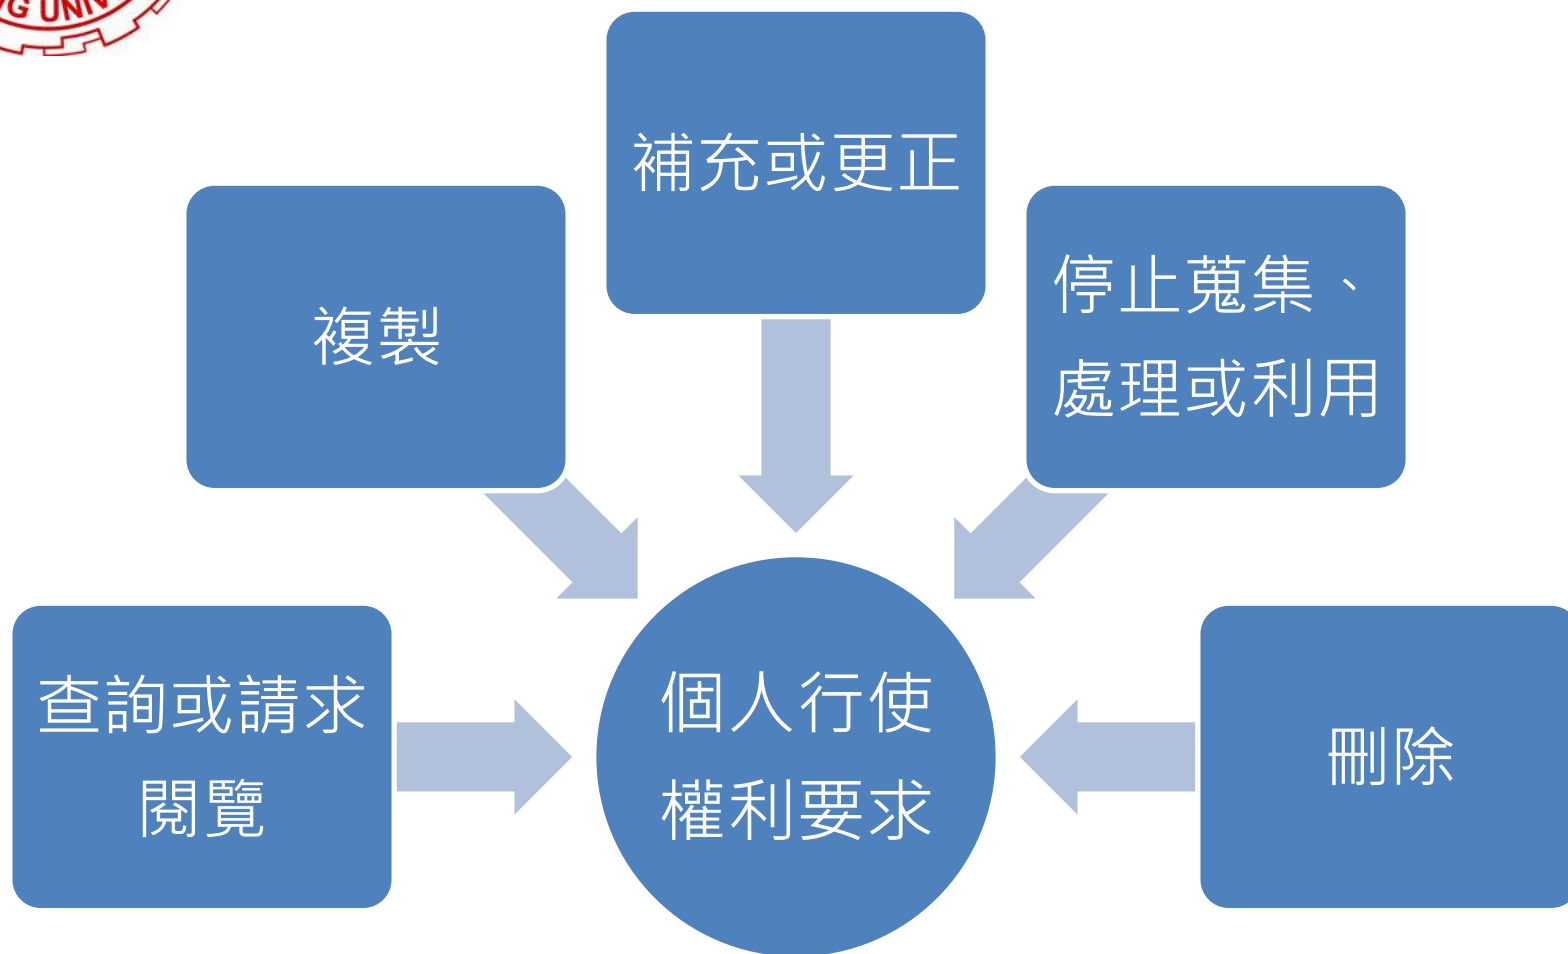 G UNIV
補充或更正
複製
停止蒐集、
處理或利用
查詢或請求
閱覽
個人行使
權利要求
刪除